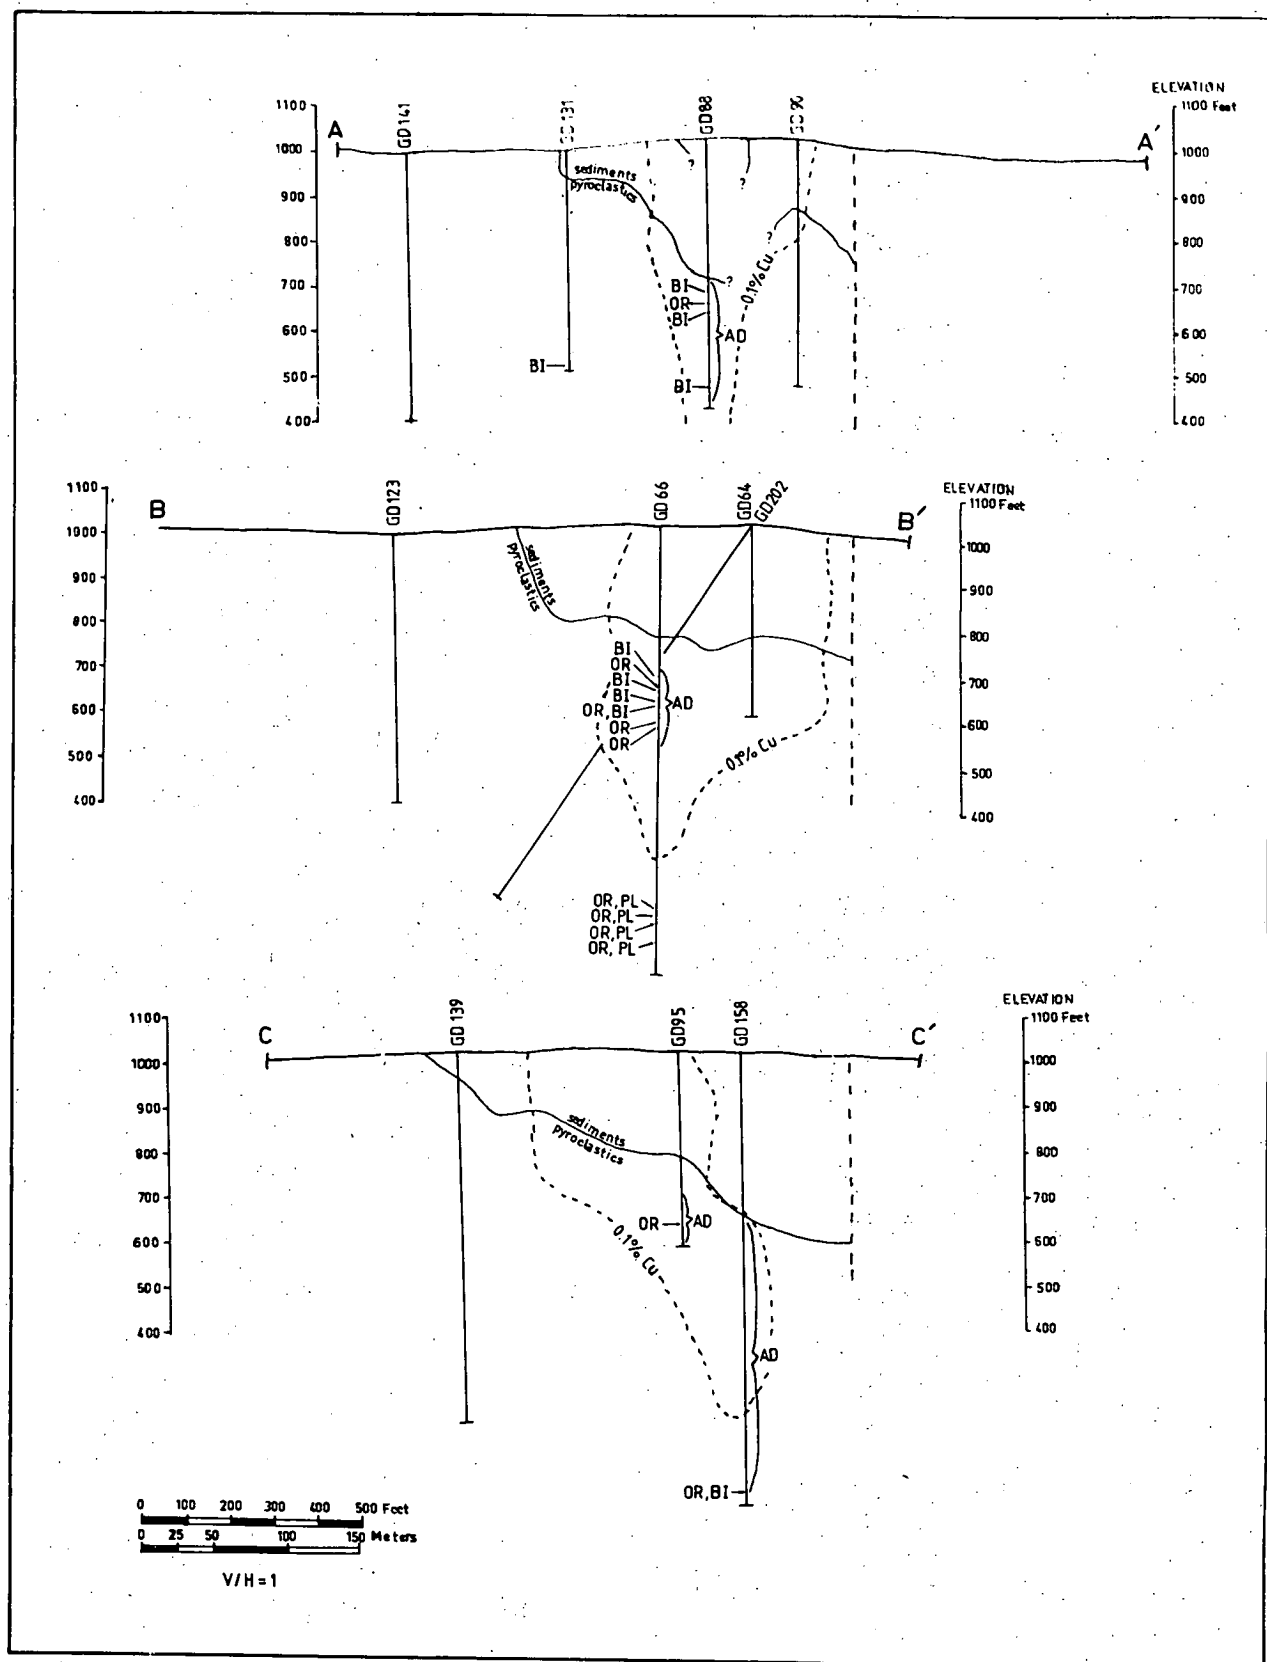 ELEVATION
1100
1100 Feet
A
GD141
GD131
GD88
GD90
A′
1000
1000
sediments
pyroclastics
?
?
900
900
800
?
800
0.1% Cu
700
BI
?
700
OR
BI
600
AD
600
500
BI
BI
500
400
400
1100
B
GD123
GD66
GD64
GD202
ELEVATION
1100 Feet
B′
1000
1000
sediments
pyroclastics
900
900
800
800
700
BI
OR
700
BI
BI
AD
600
OR, BI
600
OR
OR
500
0.1% Cu
500
400
400
OR, PL
OR, PL
OR, PL
OR, PL
ELEVATION
1100
C
GD139
GD95
GD158
C′
1100 Feet
1000
1000
900
900
sediments
pyroclastics
800
800
700
700
OR
AD
600
0.1% Cu
600
500
500
400
400
AD
OR, BI
0 100 200 300 400 500 Feet
0 25 50 100 150 Meters
V/H = 1